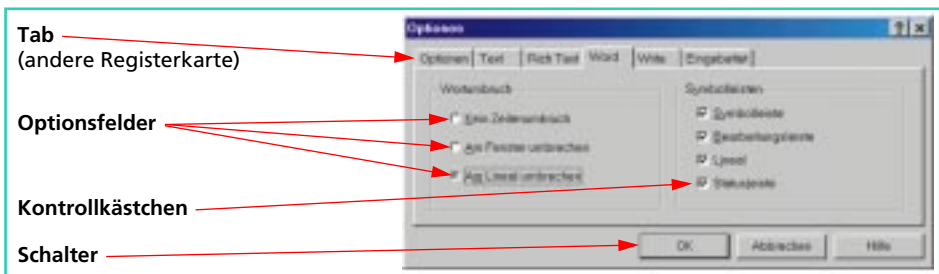 Tab
(andere Registerkarte)
Optionsfelder
Kontrollkästchen
Schalter
Optionen
Optionen Text Rich Text Word Write Eingebettet
Wortumbruch
Kein Zeilenumbruch
Am Fenster umbrechen
Am Lineal umbrechen
Symbolleisten
Symbolleiste
Bearbeitungsleiste
Lineal
Statusleiste
OK Abbrechen Hilfe